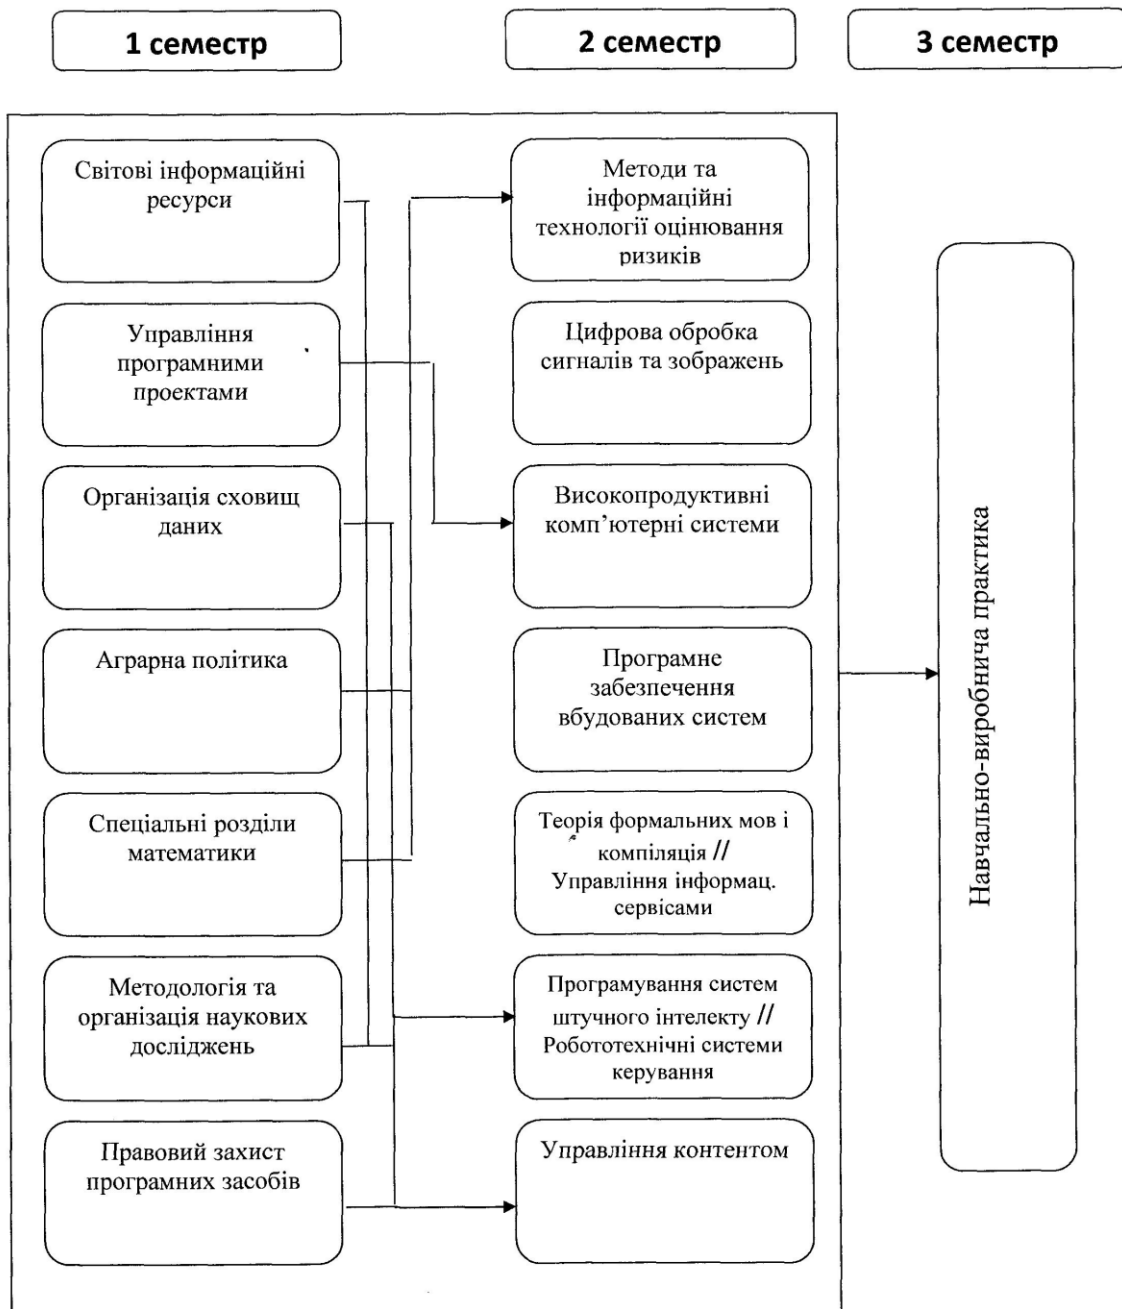 1 семестр
2 семестр
3 семестр
Світові інформаційні
ресурси
Управління
програмними
проектами
Організація сховищ
даних
Аграрна політика
Спеціальні розділи
математики
Методологія та
організація наукових
досліджень
Правовий захист
програмних засобів
Методи та
інформаційні
технології оцінювання
ризиків
Цифрова обробка
сигналів та зображень
Високопродуктивні
комп’ютерні системи
Програмне
забезпечення
вбудованих систем
Теорія формальних мов і
компіляція //
Управління інформац.
сервісами
Програмування систем
штучного інтелекту //
Робототехнічні системи
керування
Управління контентом
Навчально-виробнича практика